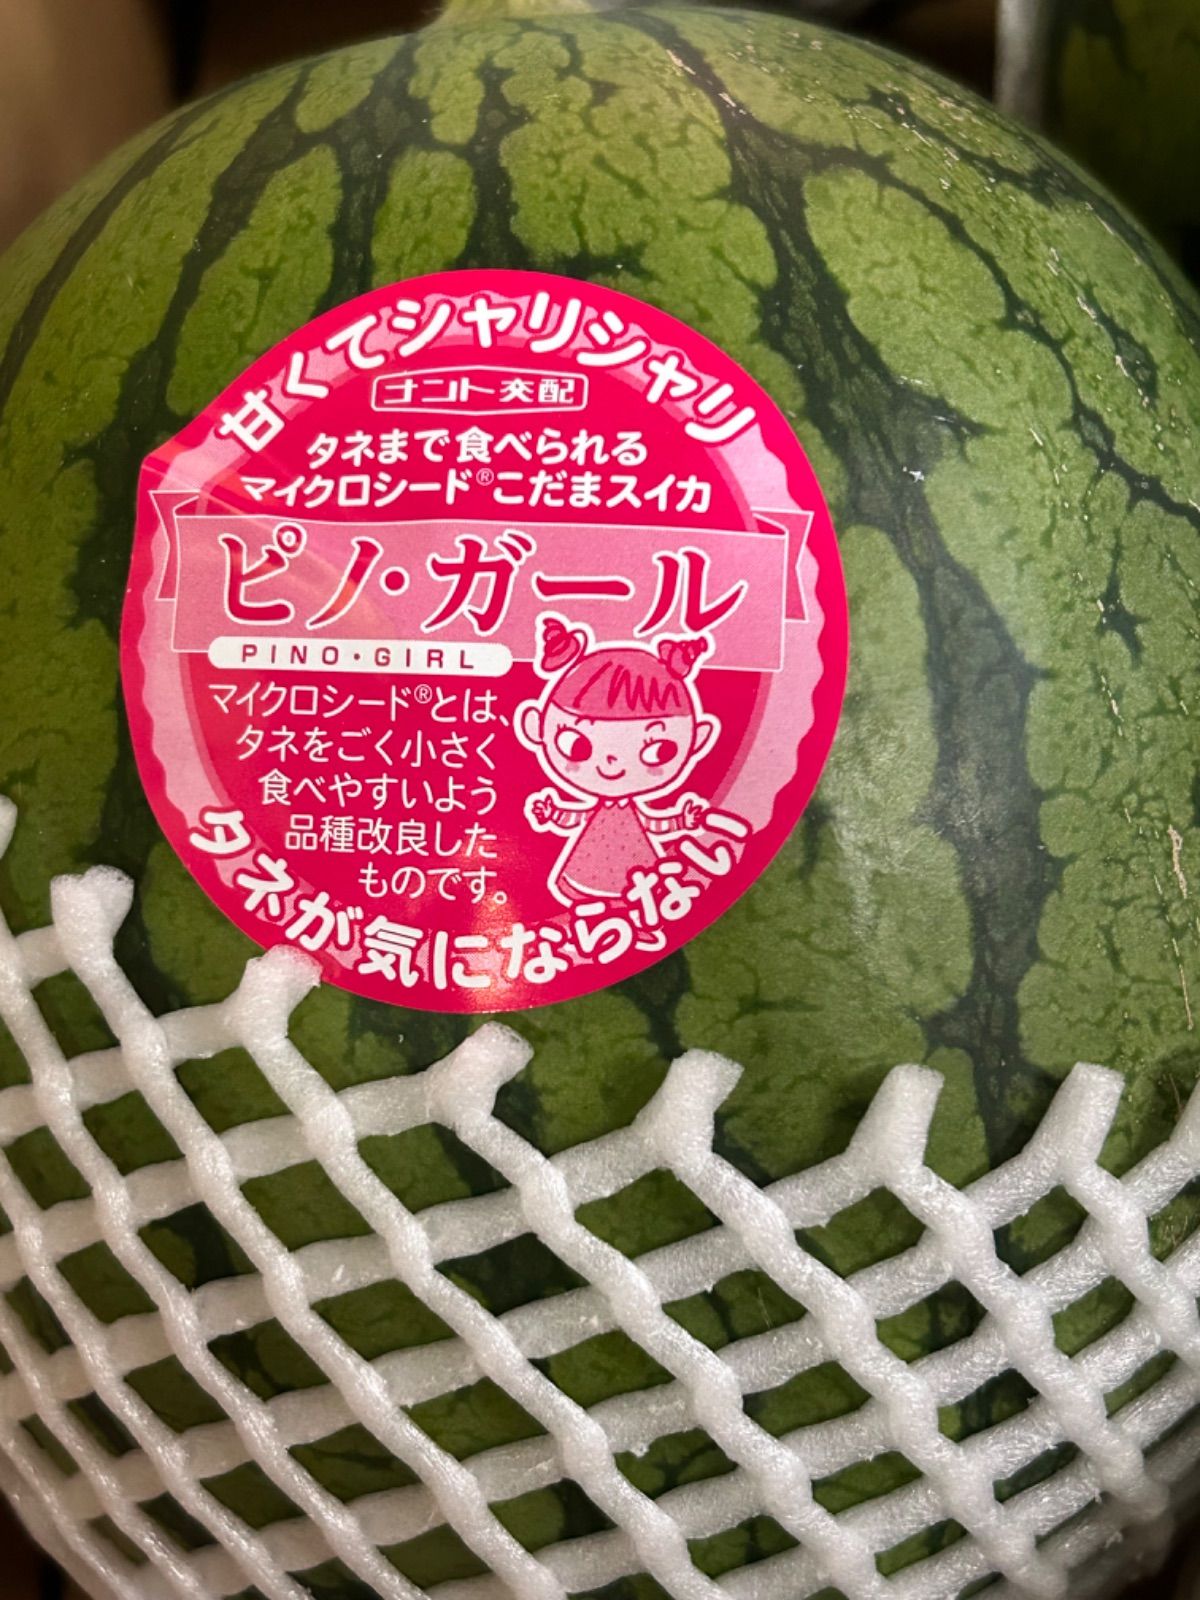 甘くてシャリシャリ
ナント交配
タネまで食べられる
マイクロシード®こだまスイカ
ピノ・ガール
PINO・GIRL
マイクロシード®とは、
タネをごく小さく
食べやすいよう
品種改良した
ものです。
タネが気にならない